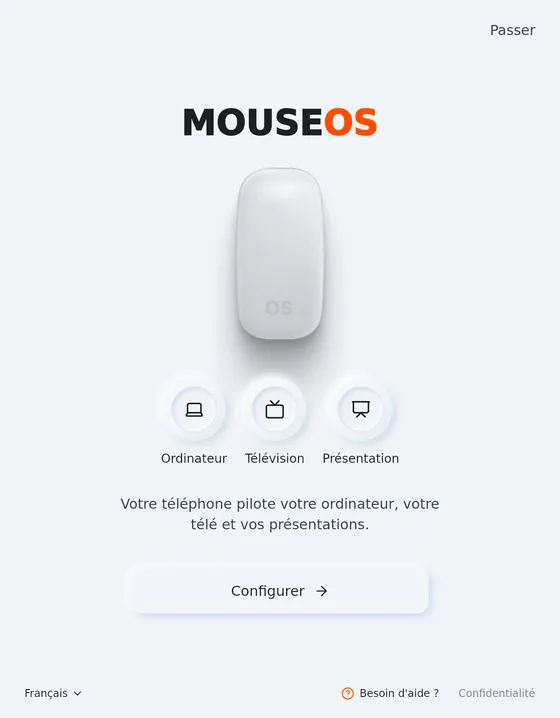 Passer
MOUSEOS
OS
Ordinateur
Télévision
Présentation
Votre téléphone pilote votre ordinateur, votre
télé et vos présentations.
Configurer
Français
Besoin d'aide ?
Confidentialité